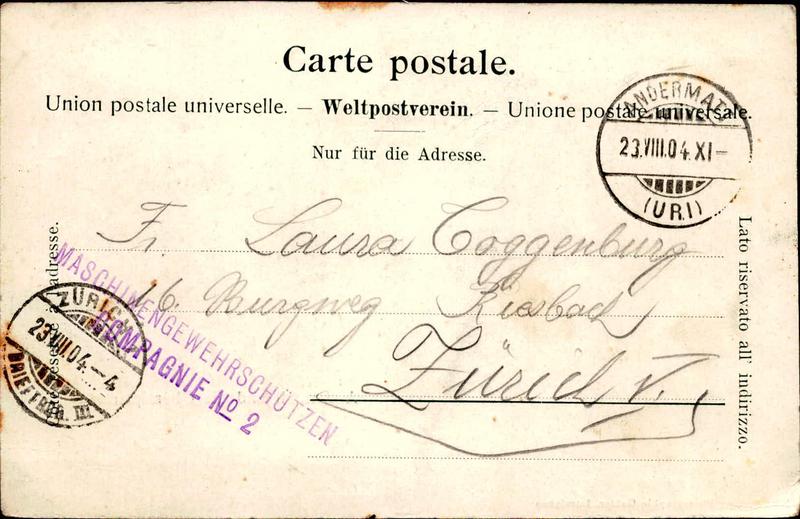 Carte postale.
Union postale universelle. — Weltpostverein. — Unione postale universale.
Nur für die Adresse.
ANDERMATT
23.VIII.04.XI—
(URI)
Fr. Laura Toggenburg
16 Burgweg Riesbach
Zürich V.
MASCHINENGEWEHRSCHÜTZEN
COMPAGNIE No 2
ZÜRICH
23.VIII.04.—4
BRIEFTRÄG. III
Lato riservato all' indirizzo.
adresse.